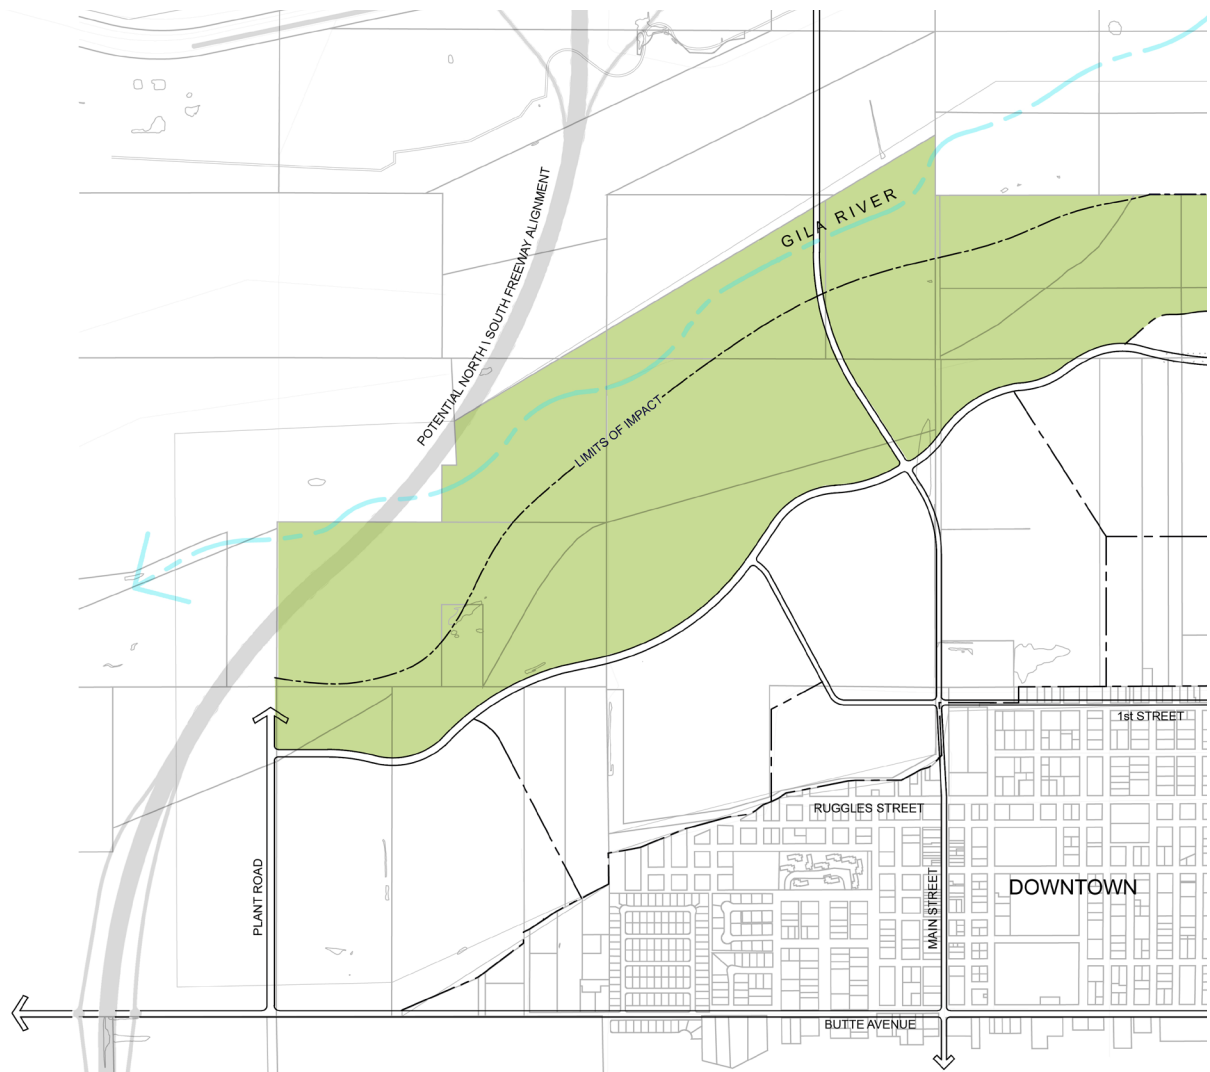 POTENTIAL NORTH \ SOUTH FREEWAY ALIGNMENT
GILA RIVER
LIMITS OF IMPACT
1st STREET
RUGGLES STREET
PLANT ROAD
MAIN STREET
DOWNTOWN
BUTTE AVENUE